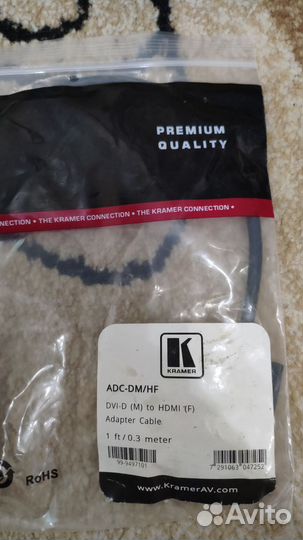 PREMIUM
QUALITY
NNECTION • THE KRAMER CONNECTION • THE KRAMER CONNECTION •
K
KRAMER
ADC-DM/HF
DVI-D (M) to HDMI (F)
Adapter Cable
1 ft / 0.3 meter
99-9497101
7 291063 047252
RoHS
www.KramerAV.com
Avito